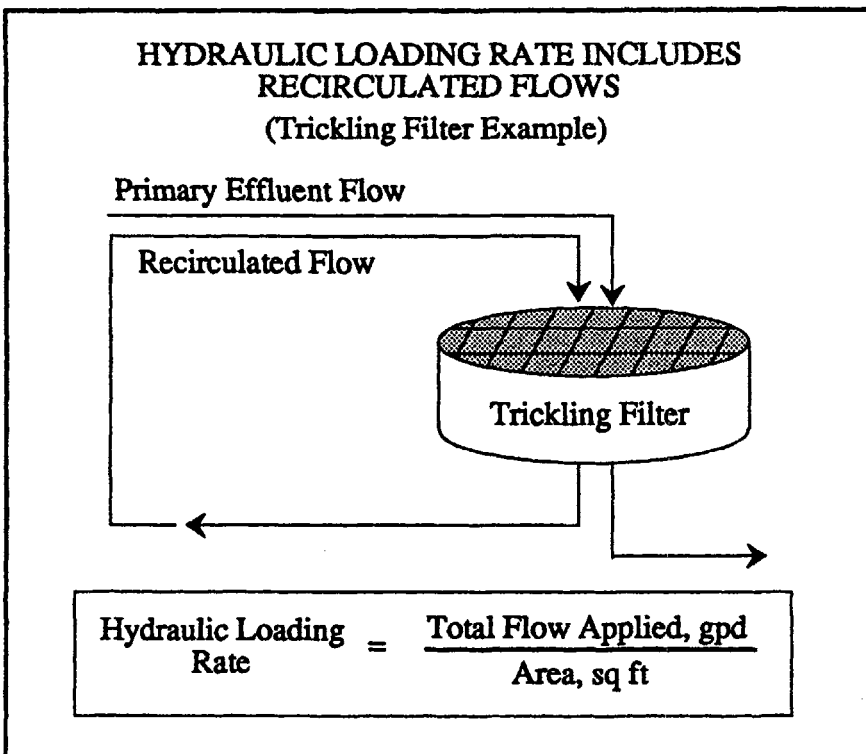 HYDRAULIC LOADING RATE INCLUDES
RECIRCULATED FLOWS
(Trickling Filter Example)
Primary Effluent Flow
Recirculated Flow
Trickling Filter
Hydraulic Loading
Rate
=
Total Flow Applied, gpd
Area, sq ft